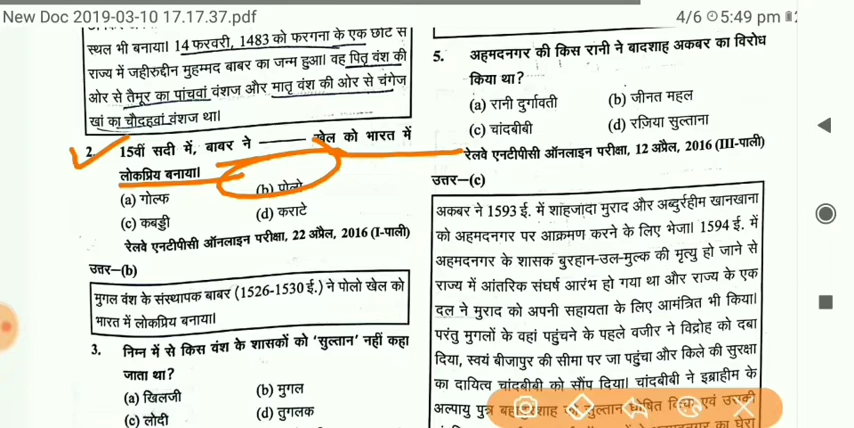 New Doc 2019-03-10 17.17.37.pdf
4/6 5:49 pm
स्थल भी बनाया। 14 फरवरी, 1483 को फरगना के एक छोटे से
राज्य में जहीरुद्दीन मुहम्मद बाबर का जन्म हुआ। वह पितृ वंश की
ओर से तैमूर का पांचवां वंशज और मातृ वंश की ओर से चंगेज
खां का चौदहवां वंशज था।
2. 15वीं सदी में, बाबर ने ______ खेल को भारत में
लोकप्रिय बनाया।
(a) गोल्फ (b) पोलो
(c) कबड्डी (d) कराटे
रेलवे एनटीपीसी ऑनलाइन परीक्षा, 22 अप्रैल, 2016 (I-पाली)
उत्तर—(b)
मुगल वंश के संस्थापक बाबर (1526-1530 ई.) ने पोलो खेल को
भारत में लोकप्रिय बनाया।
3. निम्न में से किस वंश के शासकों को ‘सुल्तान’ नहीं कहा
जाता था?
(a) खिलजी (b) मुगल
(c) लोदी (d) तुगलक
5. अहमदनगर की किस रानी ने बादशाह अकबर का विरोध
किया था?
(a) रानी दुर्गावती (b) जीनत महल
(c) चांदबीबी (d) रजिया सुल्ताना
रेलवे एनटीपीसी ऑनलाइन परीक्षा, 12 अप्रैल, 2016 (III-पाली)
उत्तर—(c)
अकबर ने 1593 ई. में शाहजादा मुराद और अब्दुर्रहीम खानखाना
को अहमदनगर पर आक्रमण करने के लिए भेजा। 1594 ई. में
अहमदनगर के शासक बुरहान-उल-मुल्क की मृत्यु हो जाने से
राज्य में आंतरिक संघर्ष आरंभ हो गया था और राज्य के एक
दल ने मुराद को अपनी सहायता के लिए आमंत्रित भी किया।
परंतु मुगलों के वहां पहुंचने के पहले वजीर ने विद्रोह को दबा
दिया, स्वयं बीजापुर की सीमा पर जा पहुंचा और किले की सुरक्षा
का दायित्व चांदबीबी को सौंप दिया। चांदबीबी ने इब्राहीम के
अल्पायु पुत्र बहादुरशाह को सुल्तान घोषित किया एवं उसकी